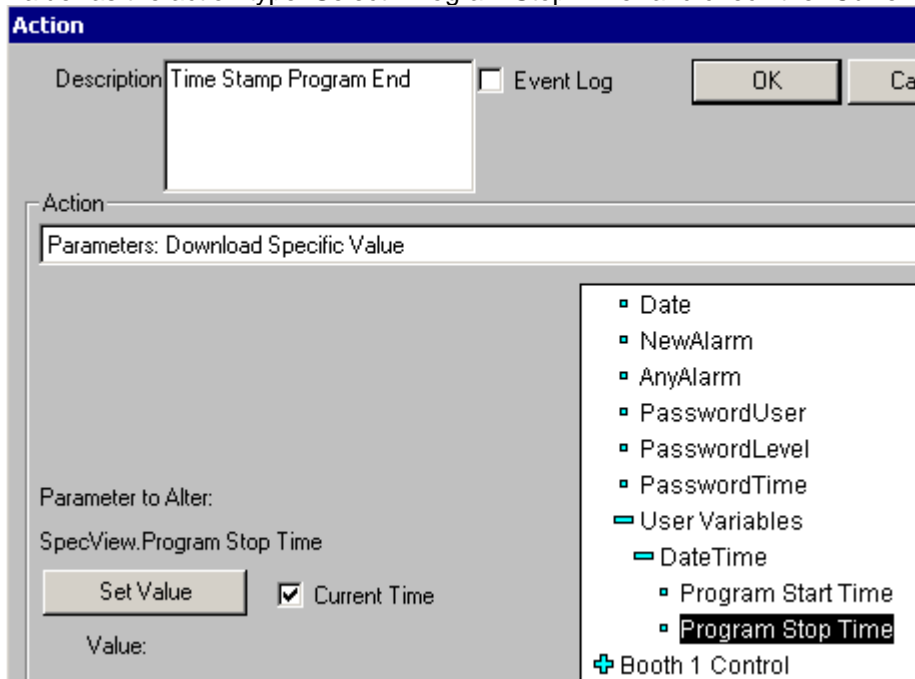 Action
Description Time Stamp Program End Event Log OK Ca
Action
Parameters: Download Specific Value
Date
NewAlarm
AnyAlarm
PasswordUser
PasswordLevel
PasswordTime
Parameter to Alter:
User Variables
SpecView.Program Stop Time
DateTime
Set Value Current Time
Program Start Time
Program Stop Time
Value:
Booth 1 Control